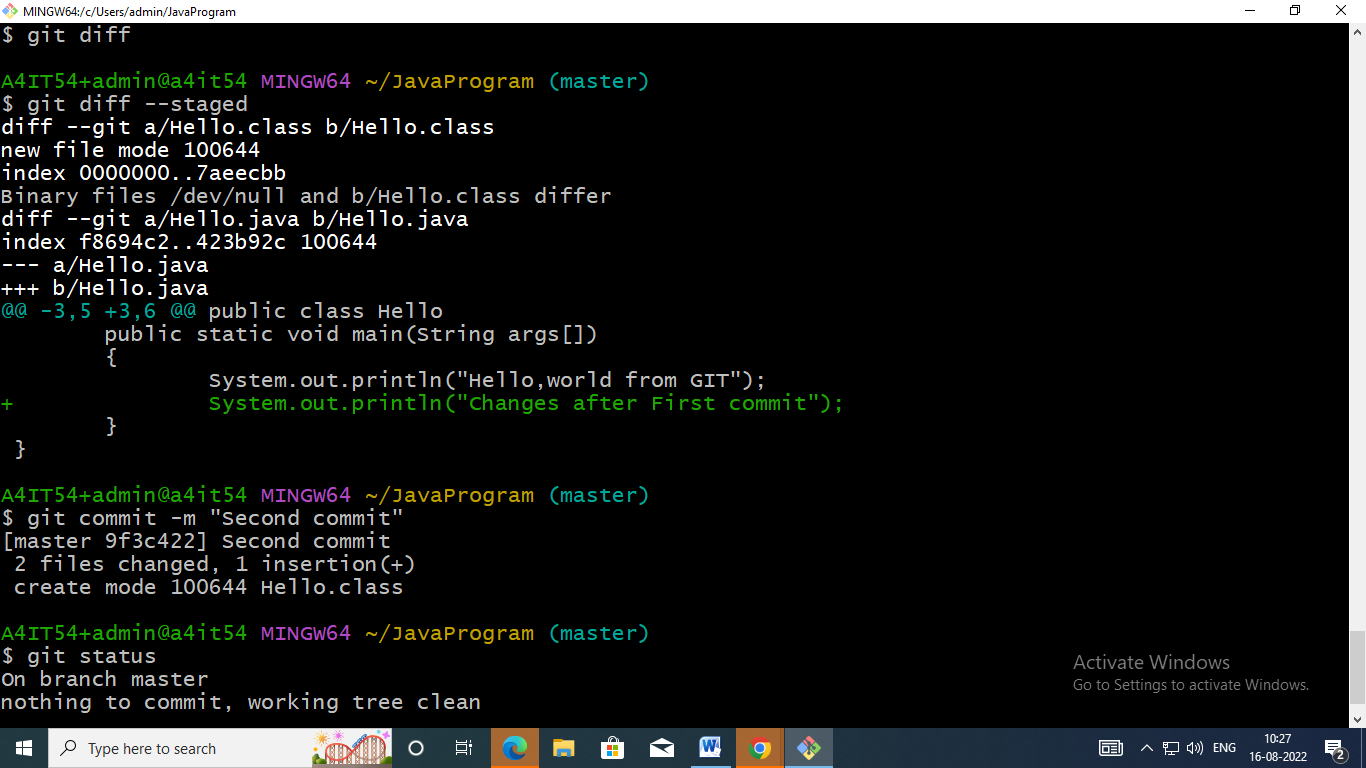 MINGW64:/c/Users/admin/JavaProgram
$ git diff
A4IT54+admin@a4it54 MINGW64 ~/JavaProgram (master)
$ git diff --staged
diff --git a/Hello.class b/Hello.class
new file mode 100644
index 0000000..7aeecbb
Binary files /dev/null and b/Hello.class differ
diff --git a/Hello.java b/Hello.java
index f8694c2..423b92c 100644
--- a/Hello.java
+++ b/Hello.java
@@ -3,5 +3,6 @@ public class Hello
        public static void main(String args[])
        {
                System.out.println("Hello,world from GIT");
+               System.out.println("Changes after First commit");
        }
 }
A4IT54+admin@a4it54 MINGW64 ~/JavaProgram (master)
$ git commit -m "Second commit"
[master 9f3c422] Second commit
 2 files changed, 1 insertion(+)
 create mode 100644 Hello.class
A4IT54+admin@a4it54 MINGW64 ~/JavaProgram (master)
$ git status
On branch master
nothing to commit, working tree clean
Activate Windows
Go to Settings to activate Windows.
Type here to search
ENG
10:27
16-08-2022
2